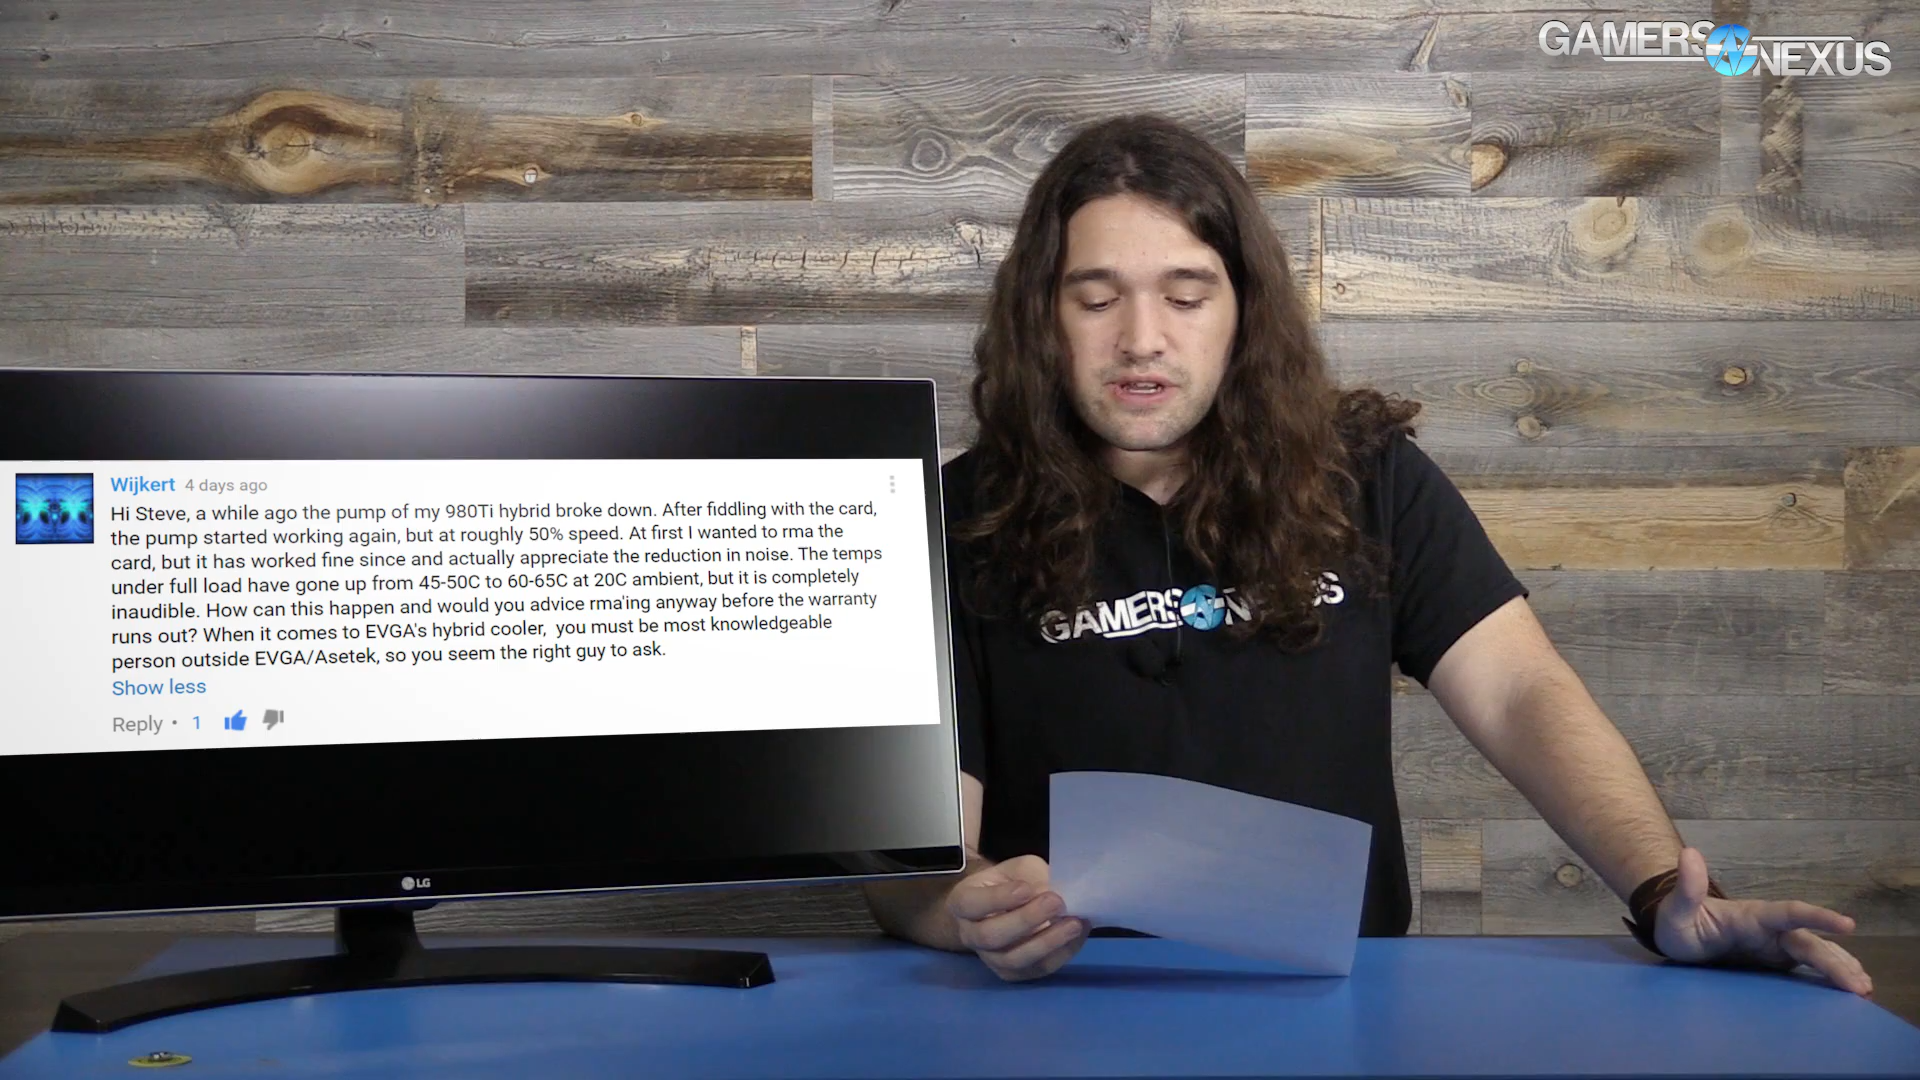 GAMERS NEXUS
Wijkert 4 days ago
Hi Steve, a while ago the pump of my 980Ti hybrid broke down. After fiddling with the card,
the pump started working again, but at roughly 50% speed. At first I wanted to rma the
card, but it has worked fine since and actually appreciate the reduction in noise. The temps
under full load have gone up from 45-50C to 60-65C at 20C ambient, but it is completely
inaudible. How can this happen and would you advice rma'ing anyway before the warranty
runs out? When it comes to EVGA's hybrid cooler, you must be most knowledgeable
person outside EVGA/Asetek, so you seem the right guy to ask.
Show less
Reply • 1
GAMERS N US
LG